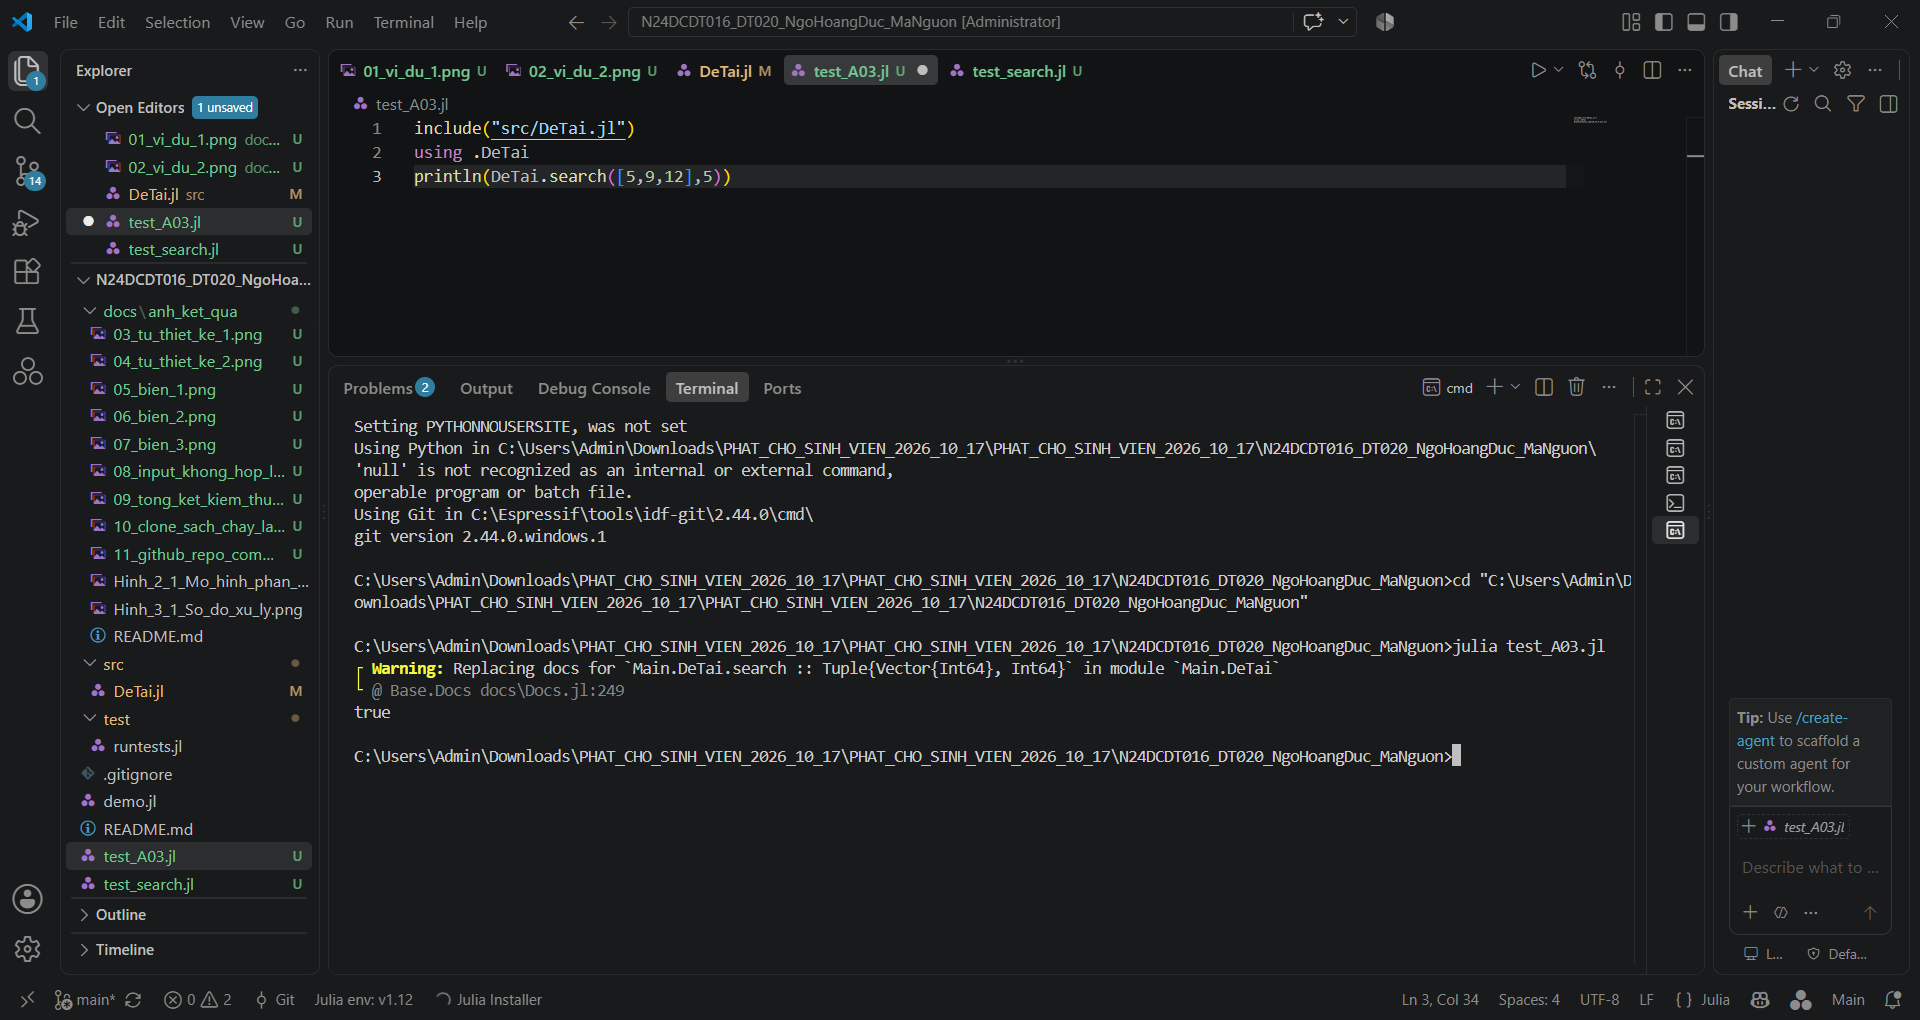 File Edit Selection View Go Run Terminal Help
N24DCDT016_DT020_NgoHoangDuc_MaNguon [Administrator]
Explorer
Open Editors 1 unsaved
01_vi_du_1.png doc... U
02_vi_du_2.png doc... U
DeTai.jl src M
test_A03.jl U
test_search.jl U
N24DCDT016_DT020_NgoHoa...
docs\anh_ket_qua
03_tu_thiet_ke_1.png U
04_tu_thiet_ke_2.png U
05_bien_1.png U
06_bien_2.png U
07_bien_3.png U
08_input_khong_hop_l... U
09_tong_ket_kiem_thu... U
10_clone_sach_chay_la... U
11_github_repo_com... U
Hinh_2_1_Mo_hinh_phan_...
Hinh_3_1_So_do_xu_ly.png
README.md
src
DeTai.jl M
test
runtests.jl
.gitignore
demo.jl
README.md
test_A03.jl U
test_search.jl U
Outline
Timeline
1
14
01_vi_du_1.png U 02_vi_du_2.png U DeTai.jl M test_A03.jl U test_search.jl U
test_A03.jl
1 include("src/DeTai.jl")
2 using .DeTai
3 println(DeTai.search([5,9,12],5))
Problems 2 Output Debug Console Terminal Ports
cmd
Setting PYTHONNOUSERSITE, was not set
Using Python in C:\Users\Admin\Downloads\PHAT_CHO_SINH_VIEN_2026_10_17\PHAT_CHO_SINH_VIEN_2026_10_17\N24DCDT016_DT020_NgoHoangDuc_MaNguon\
'null' is not recognized as an internal or external command,
operable program or batch file.
Using Git in C:\Espressif\tools\idf-git\2.44.0\cmd\
git version 2.44.0.windows.1
C:\Users\Admin\Downloads\PHAT_CHO_SINH_VIEN_2026_10_17\PHAT_CHO_SINH_VIEN_2026_10_17\N24DCDT016_DT020_NgoHoangDuc_MaNguon>cd "C:\Users\Admin\D
ownloads\PHAT_CHO_SINH_VIEN_2026_10_17\PHAT_CHO_SINH_VIEN_2026_10_17\N24DCDT016_DT020_NgoHoangDuc_MaNguon"
C:\Users\Admin\Downloads\PHAT_CHO_SINH_VIEN_2026_10_17\PHAT_CHO_SINH_VIEN_2026_10_17\N24DCDT016_DT020_NgoHoangDuc_MaNguon>julia test_A03.jl
Warning: Replacing docs for `Main.DeTai.search :: Tuple{Vector{Int64}, Int64}` in module `Main.DeTai`
@ Base.Docs docs\Docs.jl:249
true
C:\Users\Admin\Downloads\PHAT_CHO_SINH_VIEN_2026_10_17\PHAT_CHO_SINH_VIEN_2026_10_17\N24DCDT016_DT020_NgoHoangDuc_MaNguon>
Chat
Sessi...
Tip: Use /create-
agent to scaffold a
custom agent for
your workflow.
test_A03.jl
Describe what to ...
L... Defa...
main* 0 2 Git Julia env: v1.12 Julia Installer
Ln 3, Col 34 Spaces: 4 UTF-8 LF { } Julia Main